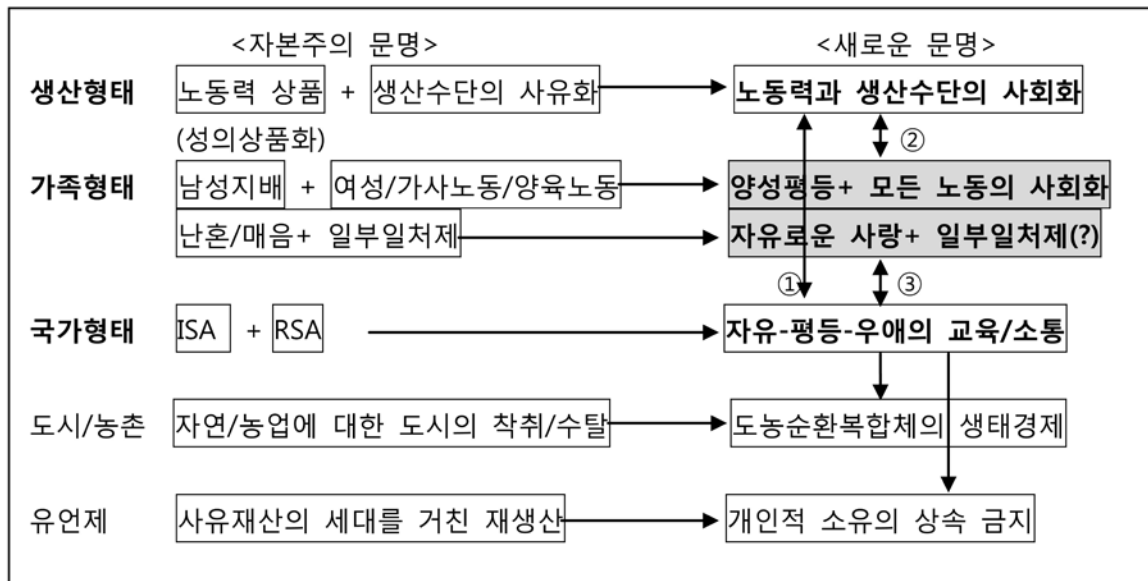 <자본주의 문명> <새로운 문명>
생산형태 노동력 상품 + 생산수단의 사유화 노동력과 생산수단의 사회화
(성의상품화) ②
가족형태 남성지배 + 여성/가사노동/양육노동 양성평등+ 모든 노동의 사회화
난혼/매음+ 일부일처제 자유로운 사랑+ 일부일처제(?)
① ③
국가형태 ISA + RSA 자유-평등-우애의 교육/소통
도시/농촌 자연/농업에 대한 도시의 착취/수탈 도농순환복합체의 생태경제
유언제 사유재산의 세대를 거친 재생산 개인적 소유의 상속 금지